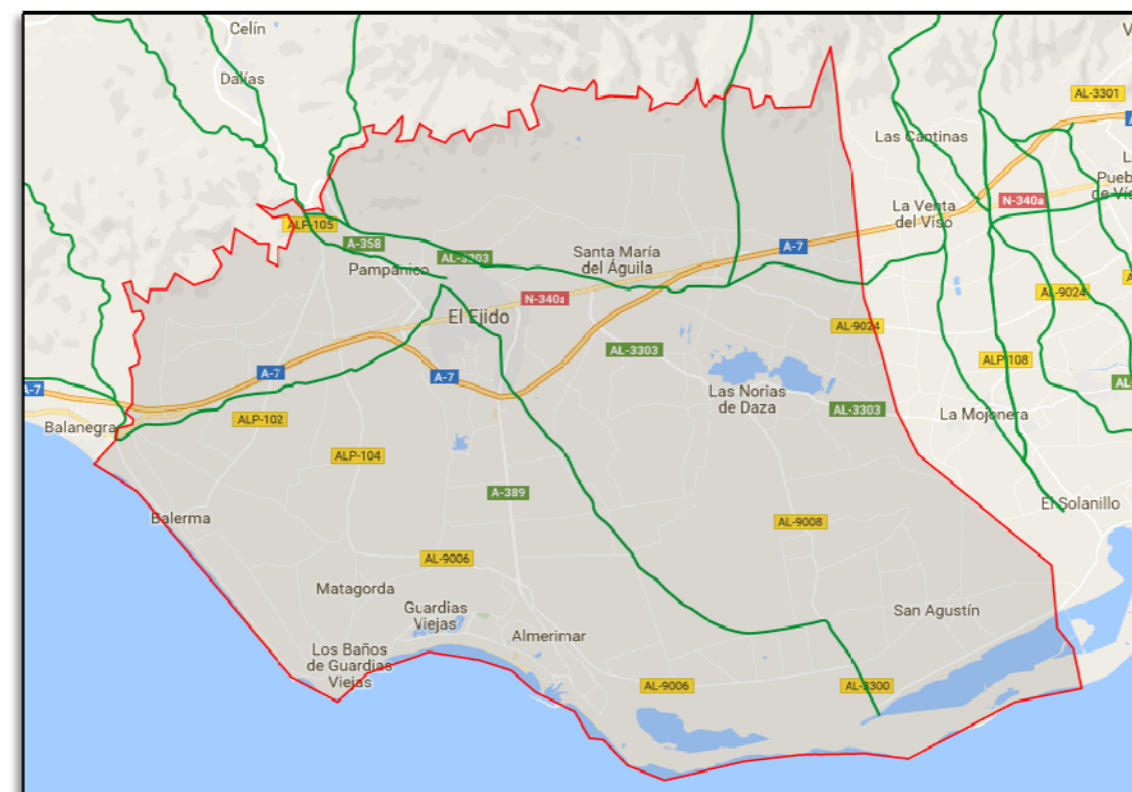 Celín
Dalías
AL-3301
Las Cantinas
La Venta
del Viso
N-340a
ALP-105
A-358
AL-3303
Pampanico
Santa María
del Águila
A-7
N-340a
El Ejido
AL-9024
AL-9024
AL-3303
ALP-108
A-7
A-7
A-7
Las Norias
de Daza
ALP-102
AL-3303
La Mojonera
Balanegra
ALP-104
A-389
Balerma
AL-9008
El Solanillo
AL-9006
Matagorda
Guardias
Viejas
Almerimar
San Agustín
Los Baños
de Guardias
Viejas
AL-9006
AL-3300